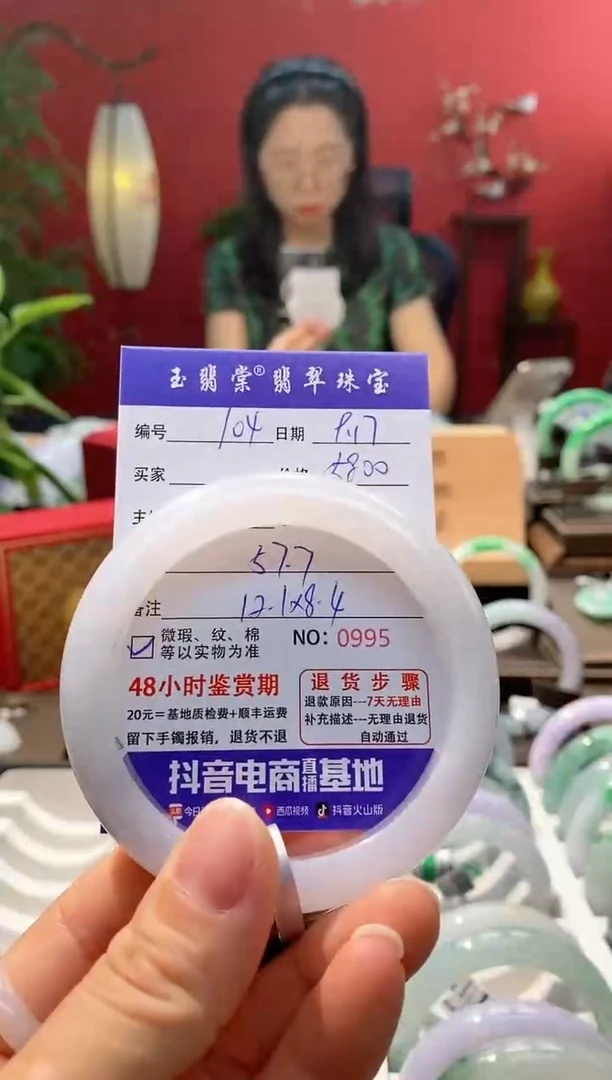 玉翡棠®翡翠珠宝
编号 104 日期 9.17
买家 5800
57.7
备注 12.1x8.4
微瑕、纹、棉
等以实物为准
NO: 0995
48小时鉴赏期
20元=基地质检费+顺丰运费
留下手镯报销，退货不退
退货步骤
退款原因---7天无理由
补充描述---无理由退货
自动通过
抖音电商直播基地
西瓜视频 抖音火山版